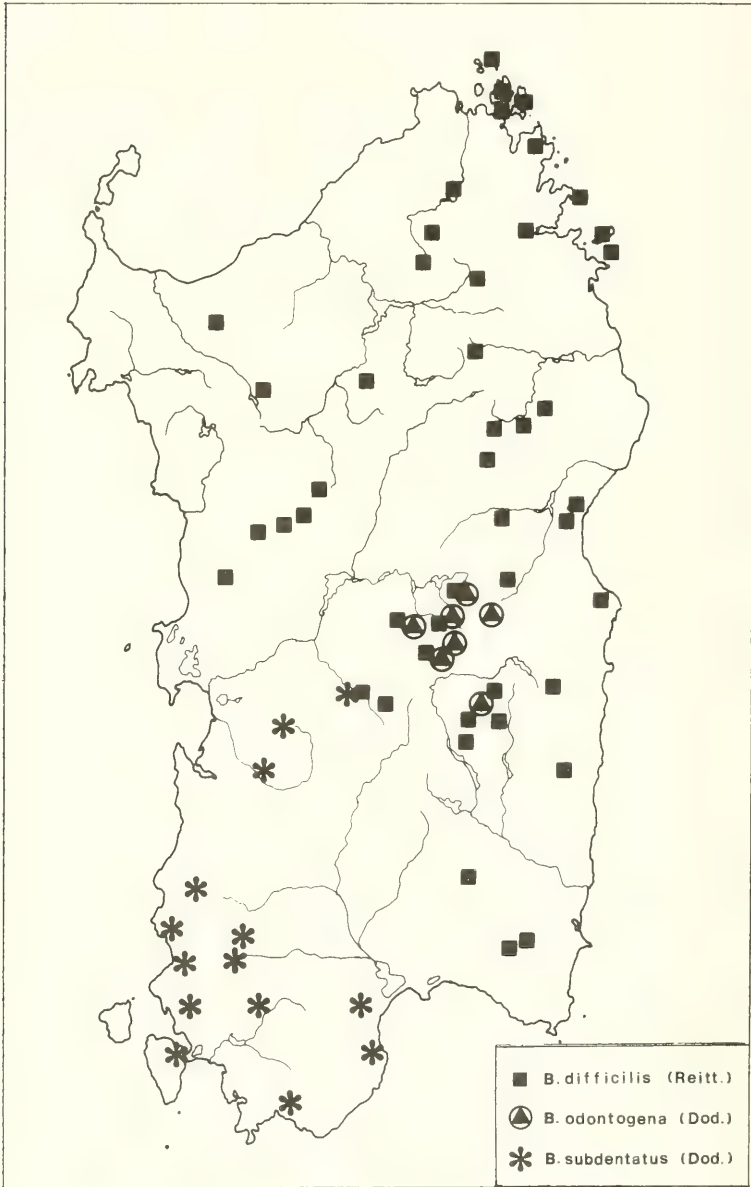 B. difficilis (Reitt.)
B. odontogena (Dod.)
B. subdentatus (Dod.)